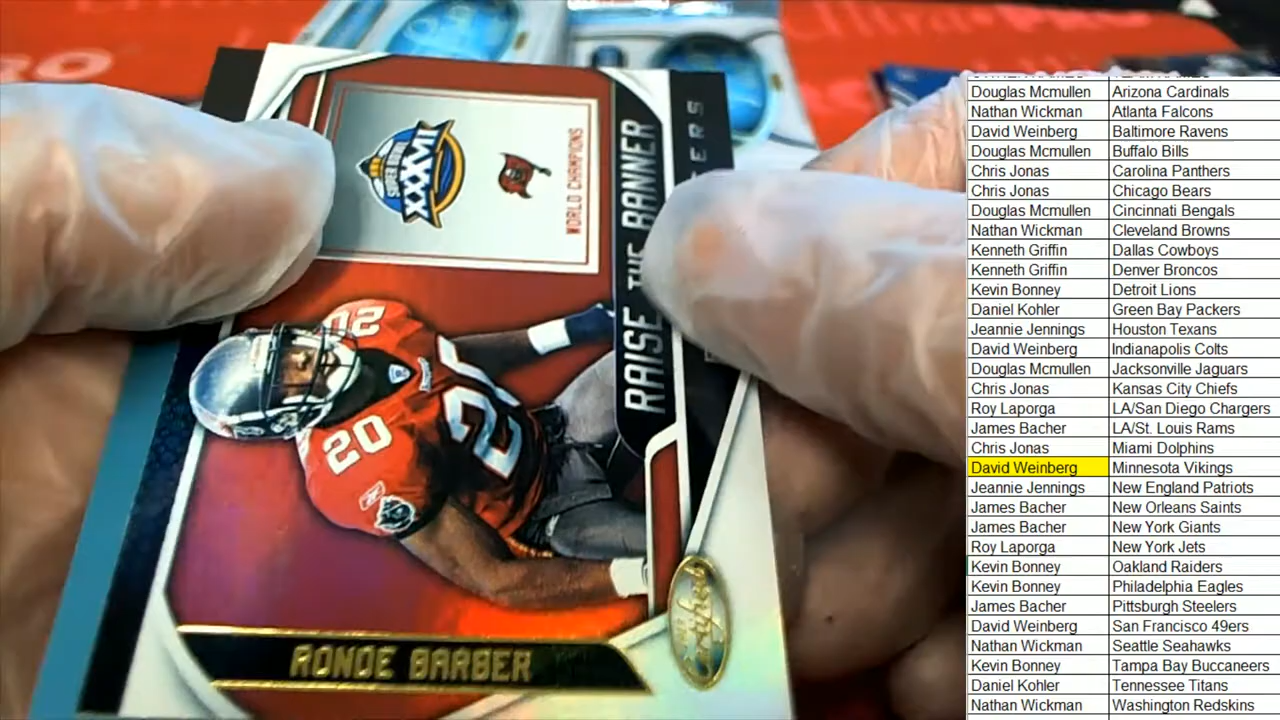 RO
SUPER BOWL
XXXVII
WORLD CHAMPIONS
RAISE THE BANNER
ERS
20
20
20
RONDE BARBER
Certified
Douglas Mcmullen Arizona Cardinals
Nathan Wickman Atlanta Falcons
David Weinberg Baltimore Ravens
Douglas Mcmullen Buffalo Bills
Chris Jonas Carolina Panthers
Chris Jonas Chicago Bears
Douglas Mcmullen Cincinnati Bengals
Nathan Wickman Cleveland Browns
Kenneth Griffin Dallas Cowboys
Kenneth Griffin Denver Broncos
Kevin Bonney Detroit Lions
Daniel Kohler Green Bay Packers
Jeannie Jennings Houston Texans
David Weinberg Indianapolis Colts
Douglas Mcmullen Jacksonville Jaguars
Chris Jonas Kansas City Chiefs
Roy Laporga LA/San Diego Chargers
James Bacher LA/St. Louis Rams
Chris Jonas Miami Dolphins
David Weinberg Minnesota Vikings
Jeannie Jennings New England Patriots
James Bacher New Orleans Saints
James Bacher New York Giants
Roy Laporga New York Jets
Kevin Bonney Oakland Raiders
Kevin Bonney Philadelphia Eagles
James Bacher Pittsburgh Steelers
David Weinberg San Francisco 49ers
Nathan Wickman Seattle Seahawks
Kevin Bonney Tampa Bay Buccaneers
Daniel Kohler Tennessee Titans
Nathan Wickman Washington Redskins